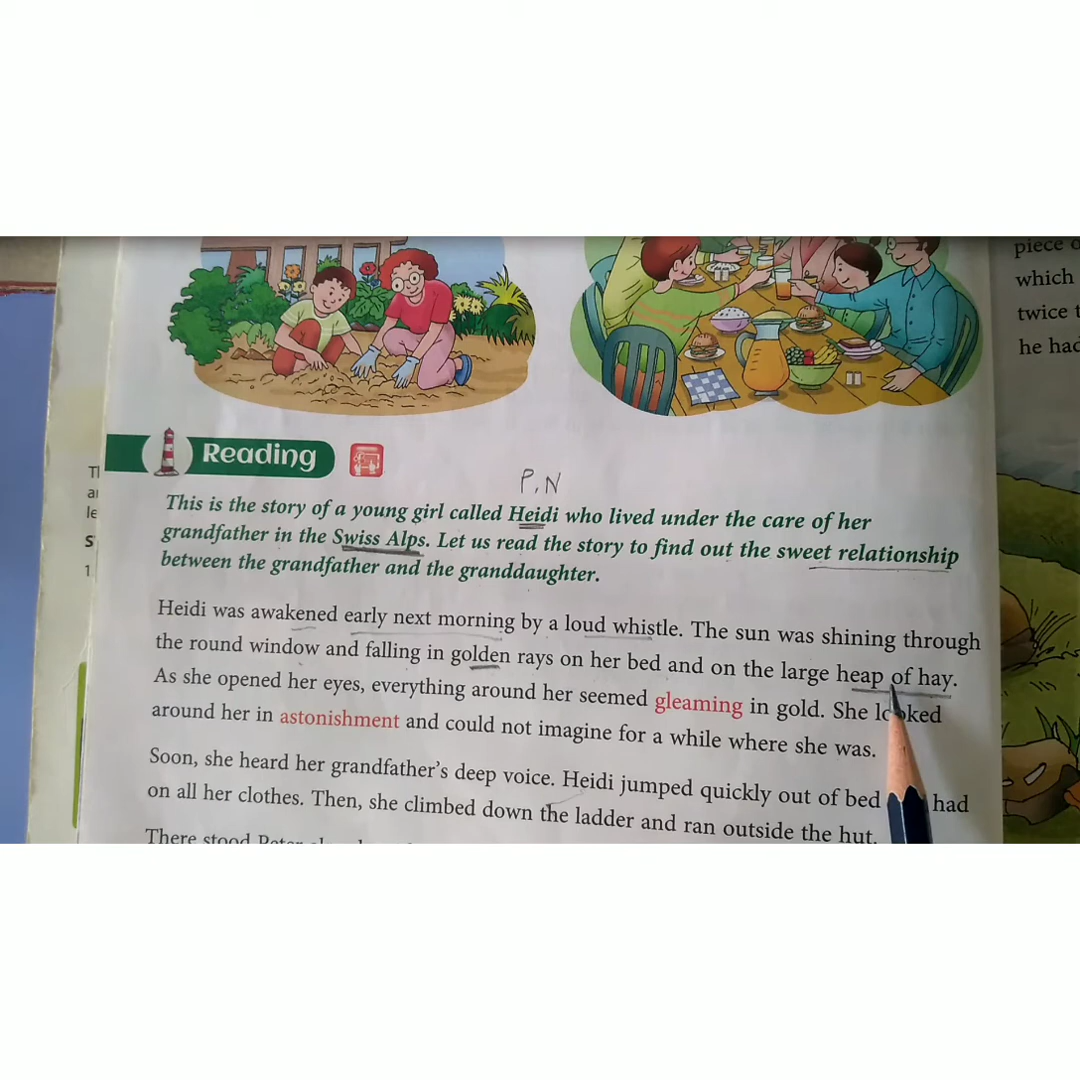 piece
which
twice
he had
Reading
P.N
This is the story of a young girl called Heidi who lived under the care of her
grandfather in the Swiss Alps. Let us read the story to find out the sweet relationship
between the grandfather and the granddaughter.
Heidi was awakened early next morning by a loud whistle. The sun was shining through
the round window and falling in golden rays on her bed and on the large heap of hay.
As she opened her eyes, everything around her seemed gleaming in gold. She looked
around her in astonishment and could not imagine for a while where she was.
Soon, she heard her grandfather's deep voice. Heidi jumped quickly out of bed had
on all her clothes. Then, she climbed down the ladder and ran outside the hut.
There stood Peter